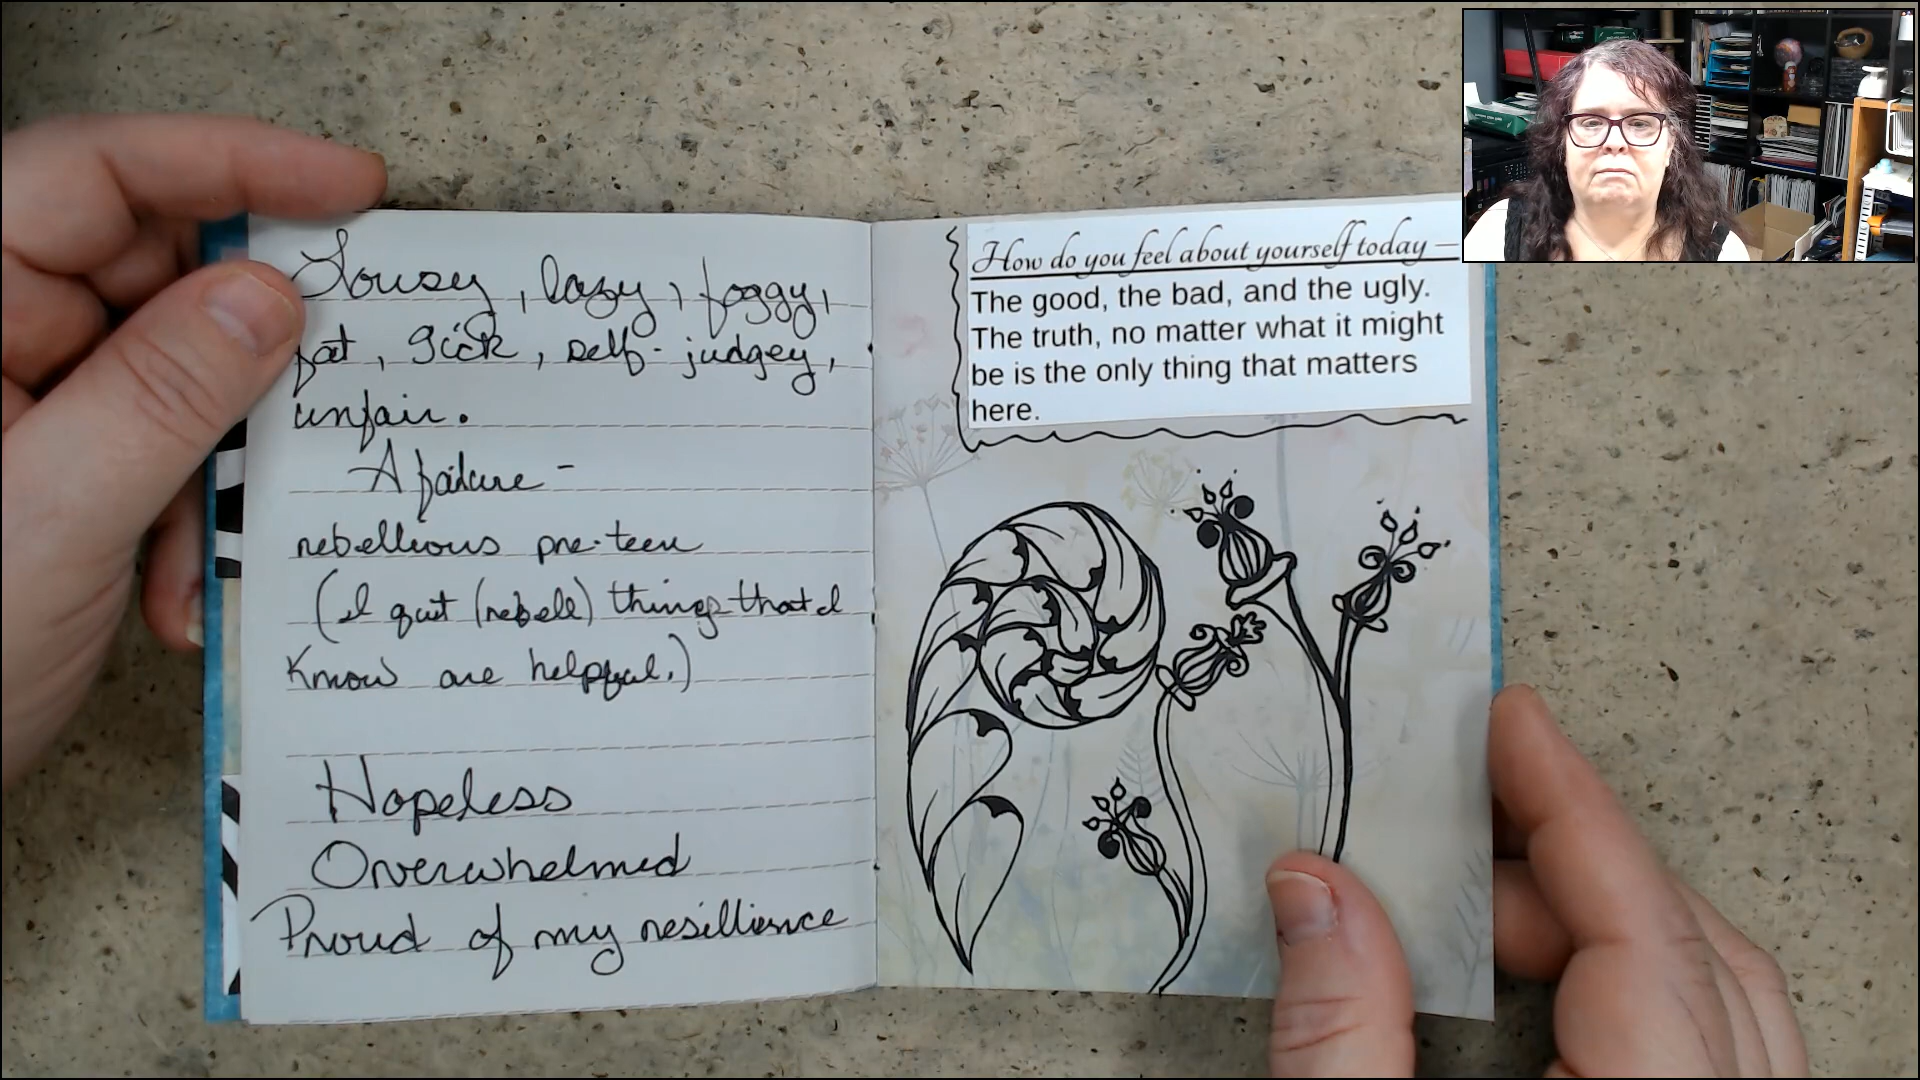 Lousy, lazy, foggy,
fat, sick, self-judgey,
unfair.
A failure -
rebellious pre-teen
(I quit (rebell) things that I
know are helpful.)
Hopeless
Overwhelmed
Proud of my resillience
How do you feel about yourself today —
The good, the bad, and the ugly.
The truth, no matter what it might
be is the only thing that matters
here.